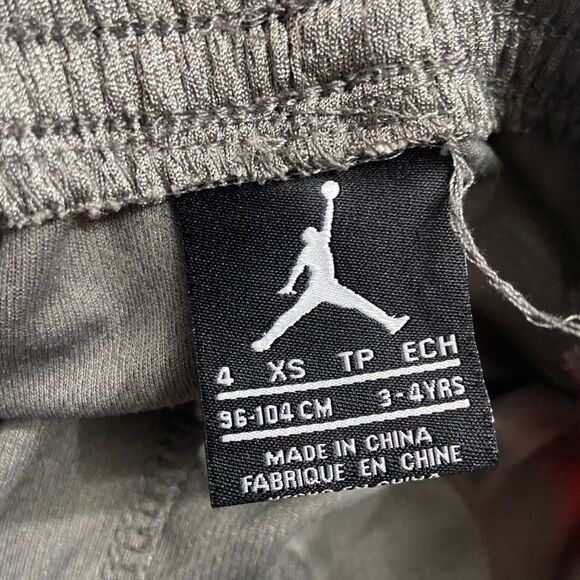 4 XS TP ECH
96-104 CM 3-4YRS
MADE IN CHINA
FABRIQUE EN CHINE